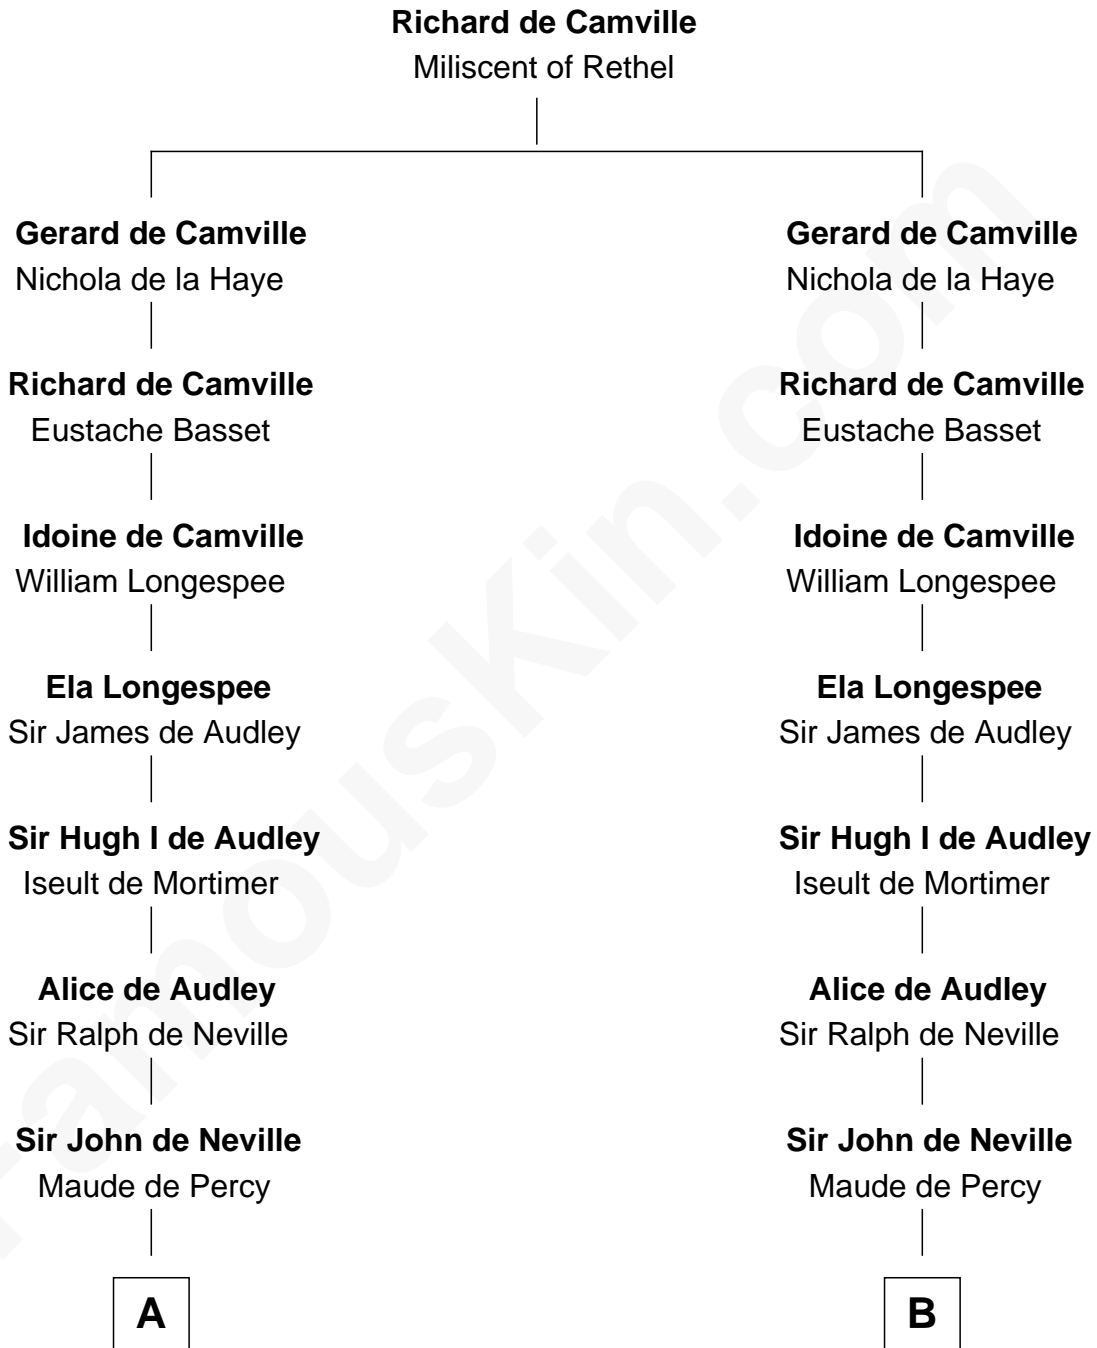 Richard de Camville
Miliscent of Rethel
Gerard de Camville
Nichola de la Haye
Richard de Camville
Eustache Basset
Idoine de Camville
William Longespee
Ela Longespee
Sir James de Audley
Sir Hugh I de Audley
Iseult de Mortimer
Alice de Audley
Sir Ralph de Neville
Sir John de Neville
Maude de Percy
A
Gerard de Camville
Nichola de la Haye
Richard de Camville
Eustache Basset
Idoine de Camville
William Longespee
Ela Longespee
Sir James de Audley
Sir Hugh I de Audley
Iseult de Mortimer
Alice de Audley
Sir Ralph de Neville
Sir John de Neville
Maude de Percy
B
FamousKin.com